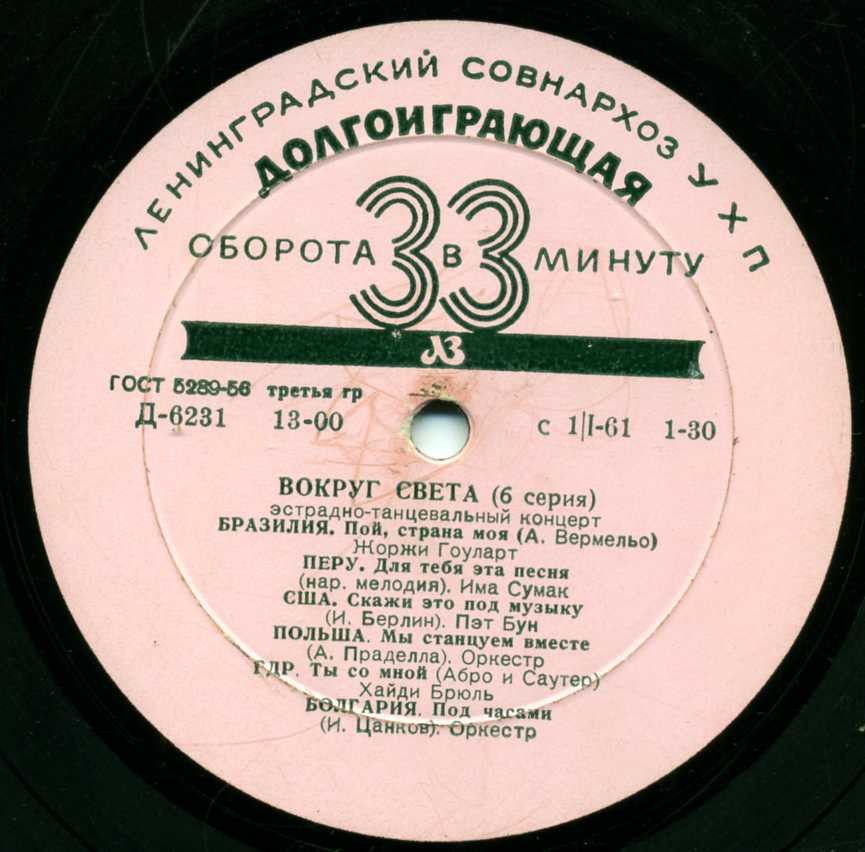 ЛЕНИНГРАДСКИЙ СОВНАРХОЗ УХП
ДОЛГОИГРАЮЩАЯ
33
ОБОРОТА В МИНУТУ
ЛЗ
ГОСТ 5289-56 третья гр
Д-6231 13-00 с 1/I-61 1-30
ВОКРУГ СВЕТА (6 серия)
эстрадно-танцевальный концерт
БРАЗИЛИЯ. Пой, страна моя (А. Вермельо)
Жоржи Гоуларт
ПЕРУ. Для тебя эта песня
(нар. мелодия). Има Сумак
США. Скажи это под музыку
(И. Берлин). Пэт Бун
ПОЛЬША. Мы станцуем вместе
(А. Праделла). Оркестр
ГДР. Ты со мной (Абро и Саутер)
Хайди Брюль
БОЛГАРИЯ. Под часами
(И. Цанков). Оркестр